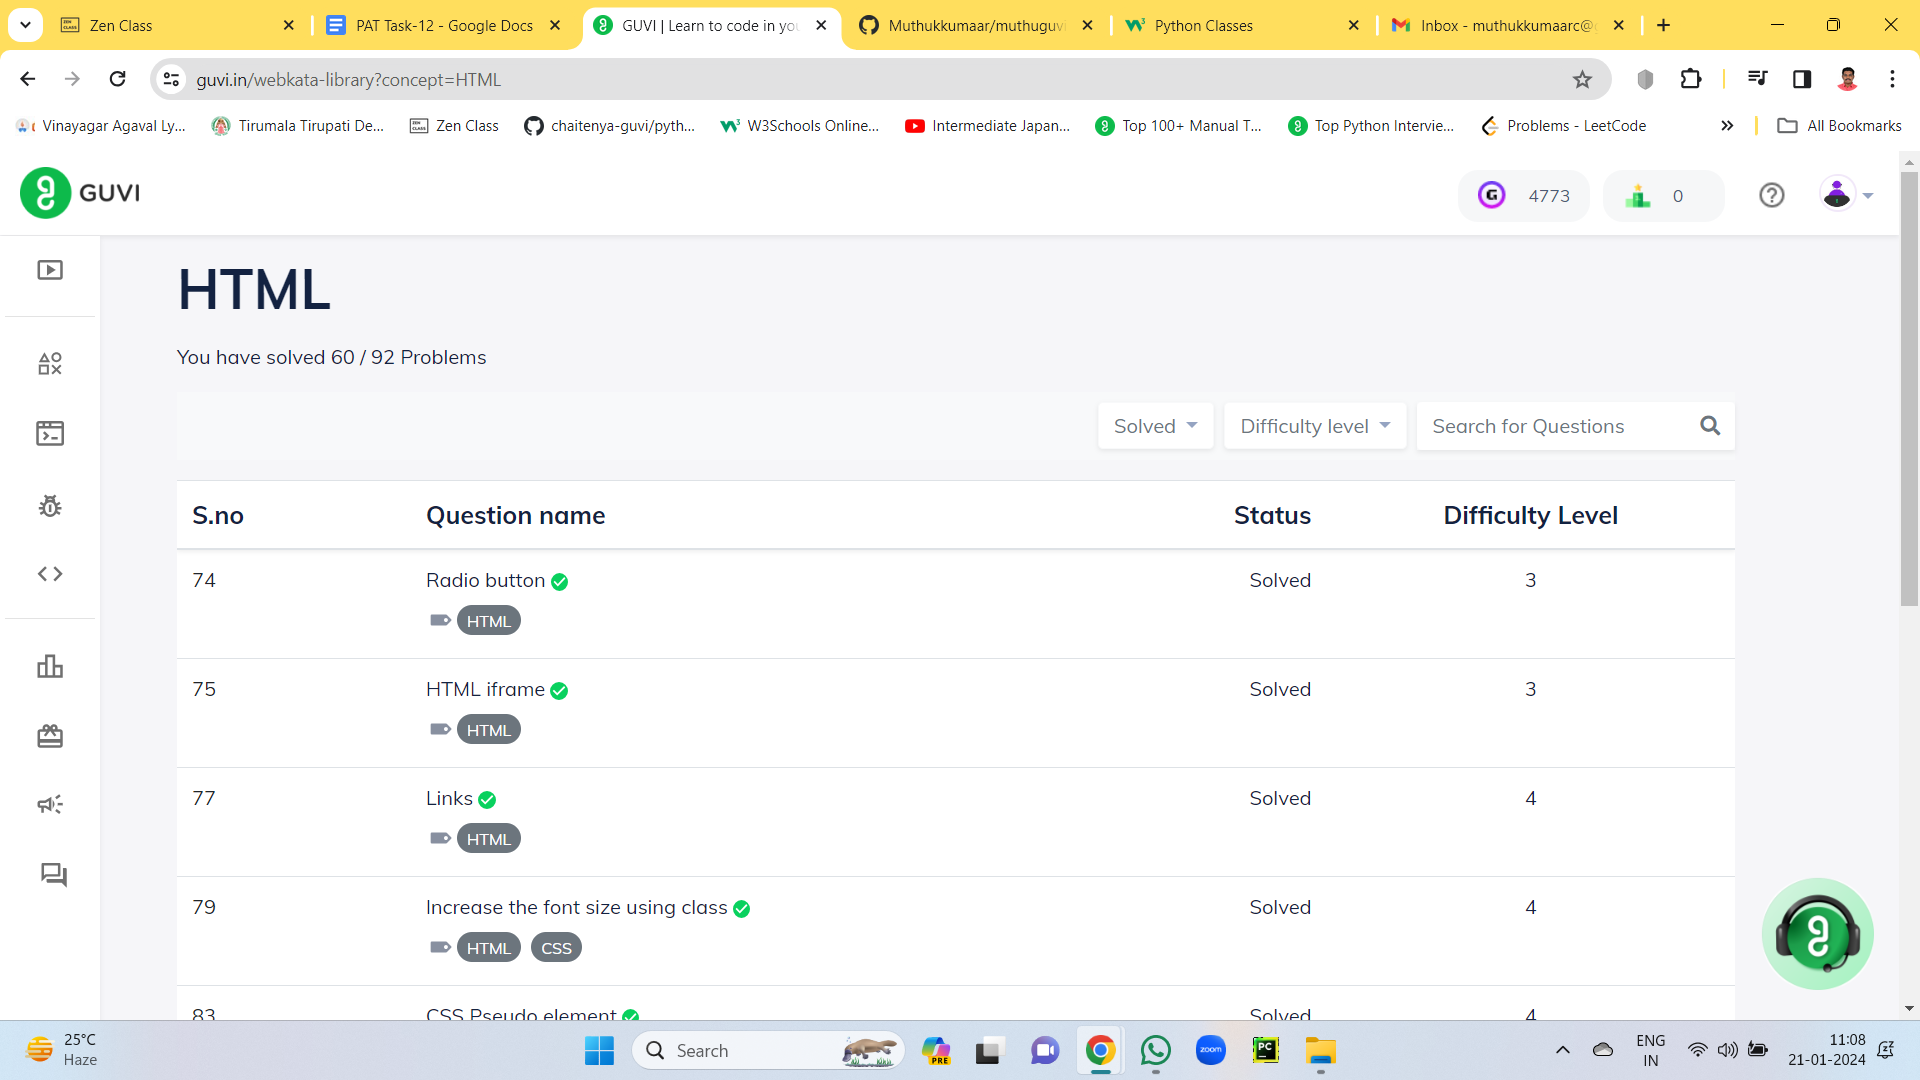 Zen Class
PAT Task-12 - Google Docs
GUVI | Learn to code in yo
Muthukkumaar/muthuguvi
Python Classes
Inbox - muthukkumaarc@
guvi.in/webkata-library?concept=HTML
Vinayagar Agaval Ly...
Tirumala Tirupati De...
Zen Class
chaitenya-guvi/pyth...
W3Schools Online...
Intermediate Japan...
Top 100+ Manual T...
Top Python Intervie...
Problems - LeetCode
All Bookmarks
GUVI
4773
0
HTML
You have solved 60 / 92 Problems
Solved
Difficulty level
Search for Questions
S.no Question name Status Difficulty Level
74 Radio button Solved 3
HTML
75 HTML iframe Solved 3
HTML
77 Links Solved 4
HTML
79 Increase the font size using class Solved 4
HTML CSS
83 CSS Pseudo element Solved 4
25°C
Haze
Search
PRE
zoom
PC
ENG
IN
11:08
21-01-2024